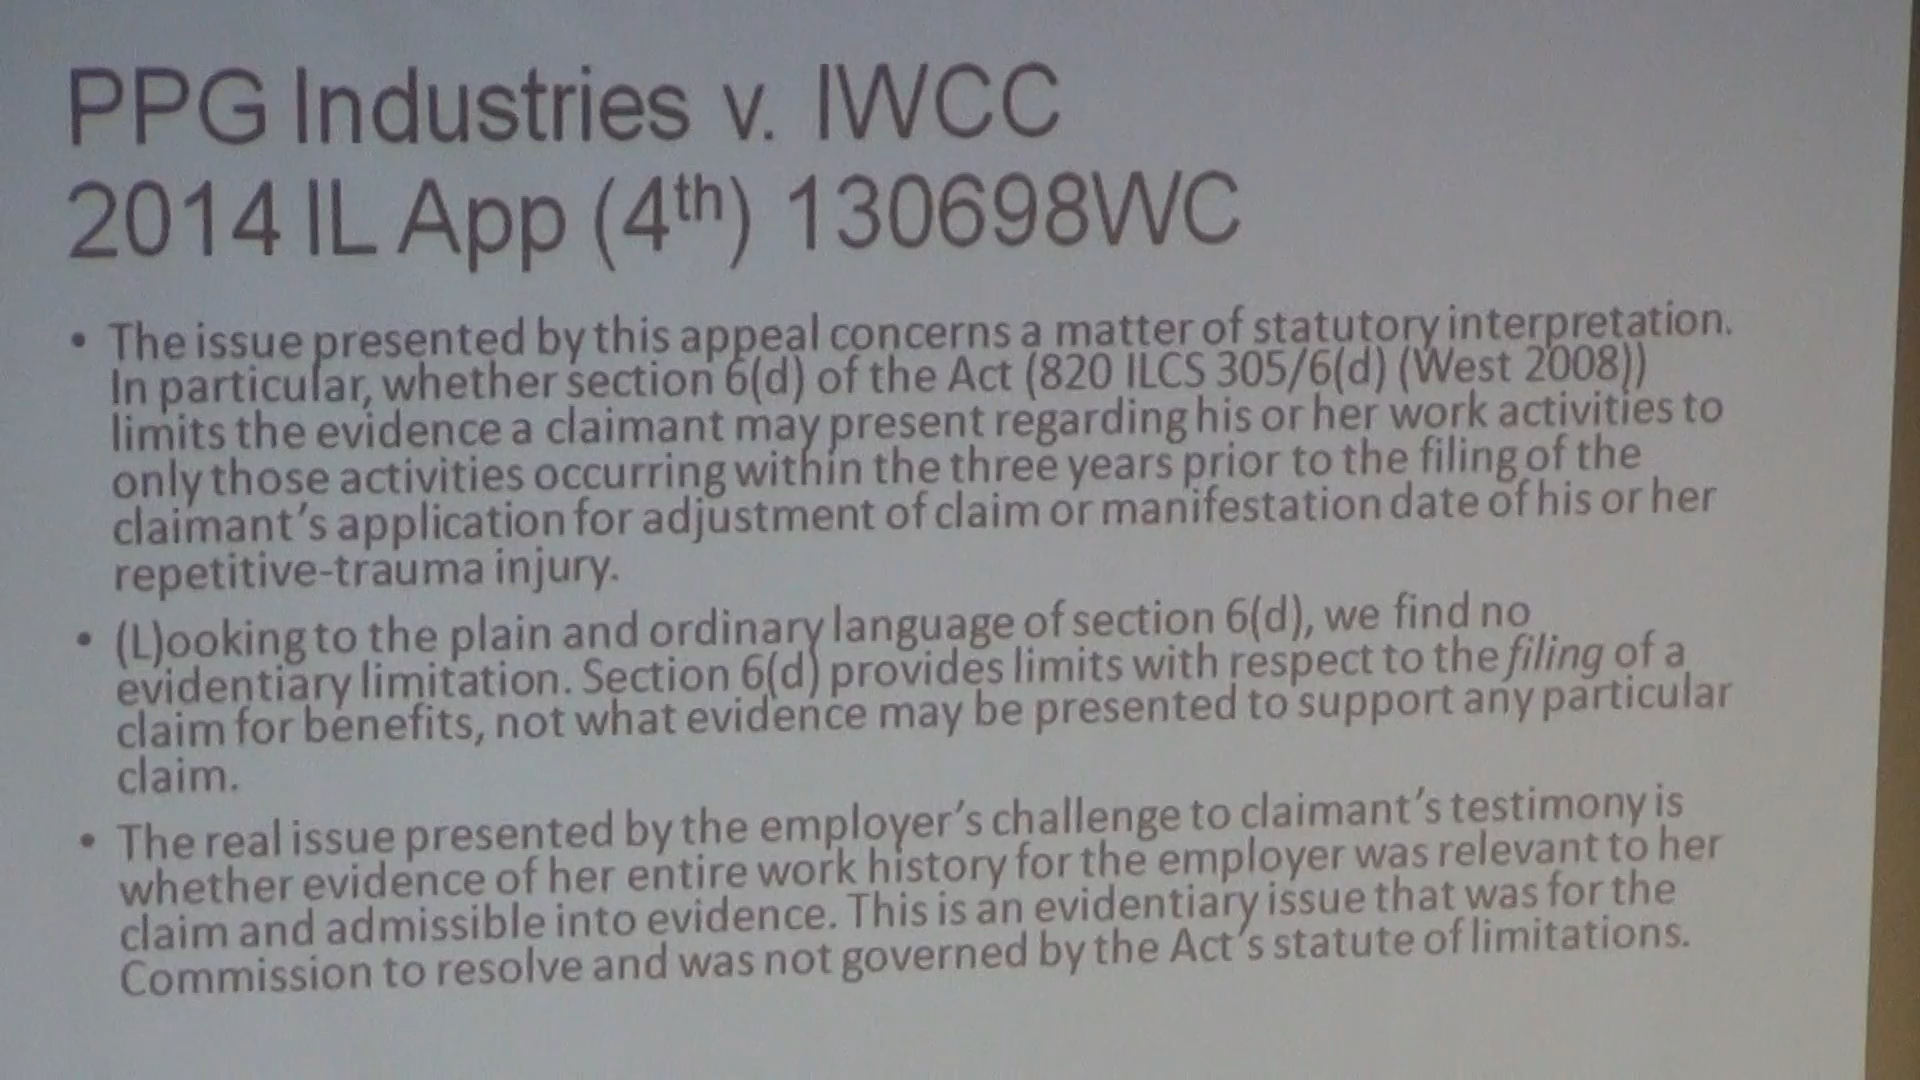 PPG Industries v. IWCC
2014 IL App (4th) 130698WC
• The issue presented by this appeal concerns a matter of statutory interpretation.
In particular, whether section 6(d) of the Act (820 ILCS 305/6(d) (West 2008))
limits the evidence a claimant may present regarding his or her work activities to
only those activities occurring within the three years prior to the filing of the
claimant's application for adjustment of claim or manifestation date of his or her
repetitive-trauma injury.
• (L)ooking to the plain and ordinary language of section 6(d), we find no
evidentiary limitation. Section 6(d) provides limits with respect to the filing of a
claim for benefits, not what evidence may be presented to support any particular
claim.
• The real issue presented by the employer's challenge to claimant's testimony is
whether evidence of her entire work history for the employer was relevant to her
claim and admissible into evidence. This is an evidentiary issue that was for the
Commission to resolve and was not governed by the Act's statute of limitations.